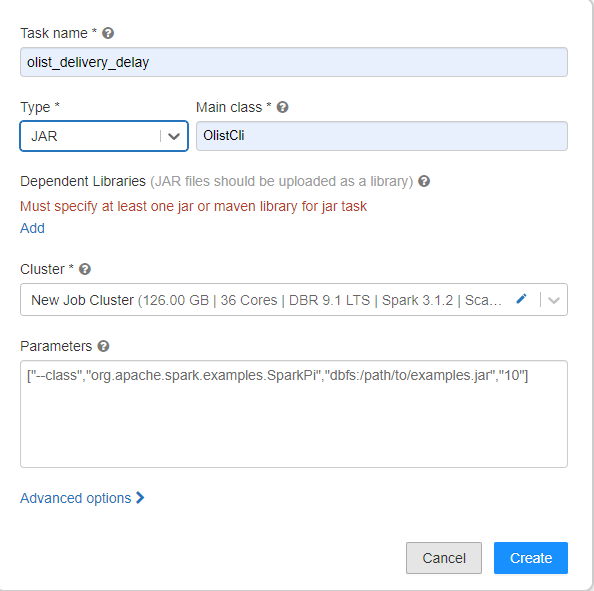 Task name * ?
olist_delivery_delay
Type * Main class * ?
JAR OlistCli
Dependent Libraries (JAR files should be uploaded as a library) ?
Must specify at least one jar or maven library for jar task
Add
Cluster * ?
New Job Cluster (126.00 GB | 36 Cores | DBR 9.1 LTS | Spark 3.1.2 | Sca...
Parameters ?
["--class","org.apache.spark.examples.SparkPi","dbfs:/path/to/examples.jar","10"]
Advanced options
Cancel Create